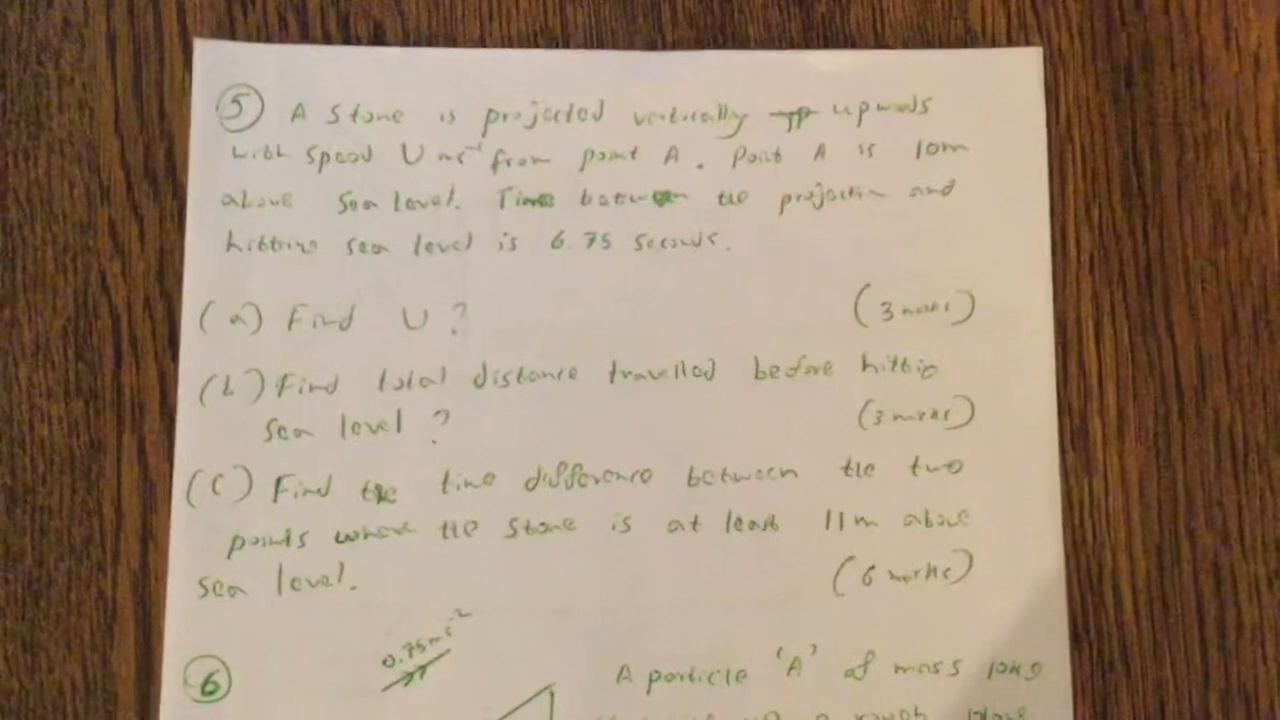 5 A stone is projected vertically upwards
with speed U ms⁻¹ from point A. Point A is 10m
above sea level. Time between the projection and
hitting sea level is 6.75 seconds.
(a) Find U? (3 marks)
(b) Find total distance travelled before hitting
sea level? (3 marks)
(c) Find the time difference between the two
points where the stone is at least 11m above
sea level. (6 marks)
0.75ms⁻²
6 A particle 'A' of mass 10kg
a rough plane